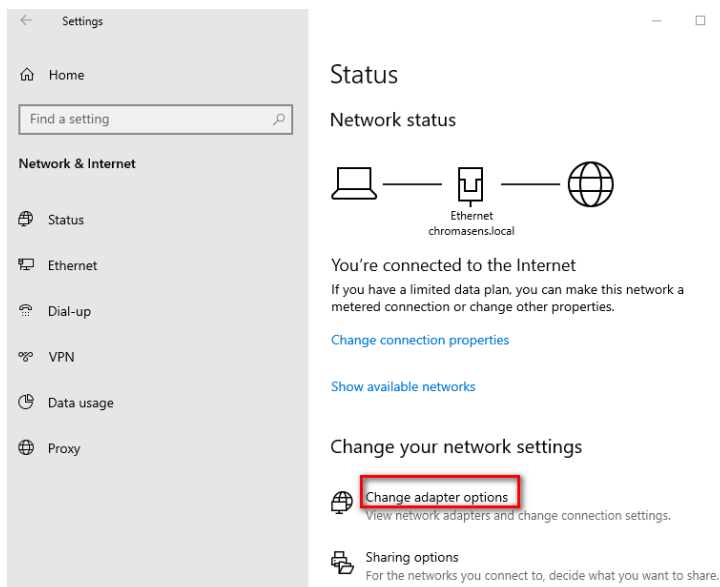 Settings
Home
Find a setting
Network & Internet
Status
Ethernet
Dial-up
VPN
Data usage
Proxy
Status
Network status
Ethernet
chromasens.local
You're connected to the Internet
If you have a limited data plan, you can make this network a
metered connection or change other properties.
Change connection properties
Show available networks
Change your network settings
Change adapter options
View network adapters and change connection settings.
Sharing options
For the networks you connect to, decide what you want to share.